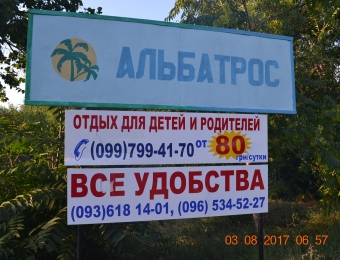 АЛЬБАТРОС
ОТДЫХ ДЛЯ ДЕТЕЙ И РОДИТЕЛЕЙ
(099)799-41-70 от 80 грн/сутки
ВСЕ УДОБСТВА
(093)618 14-01, (096) 534-52-27
03 08 2017 06 57